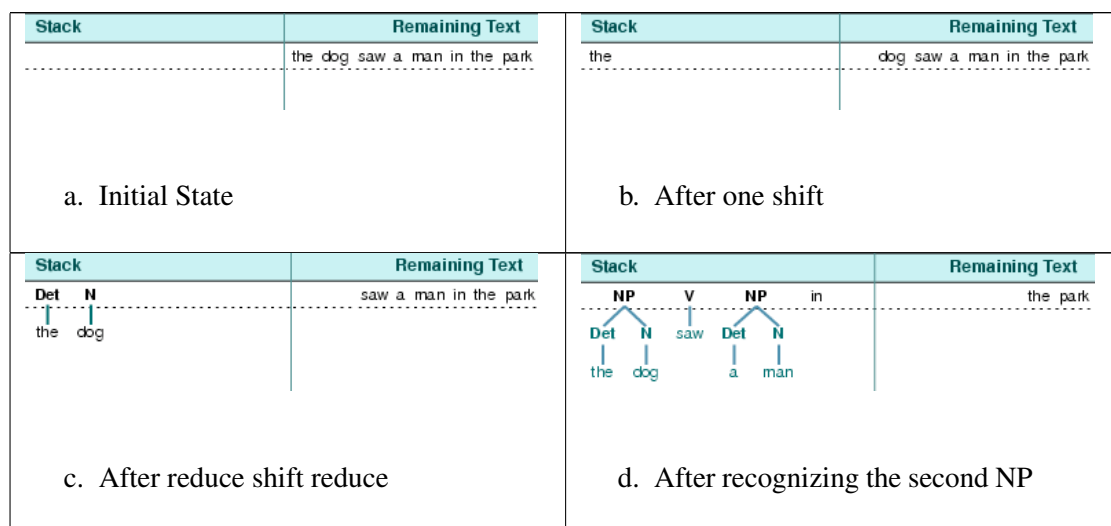 Stack Remaining Text
the dog saw a man in the park
a. Initial State
Stack Remaining Text
the dog saw a man in the park
b. After one shift
Stack Remaining Text
Det N saw a man in the park
the dog
c. After reduce shift reduce
Stack Remaining Text
NP V NP in the park
Det N saw Det N
the dog a man
d. After recognizing the second NP